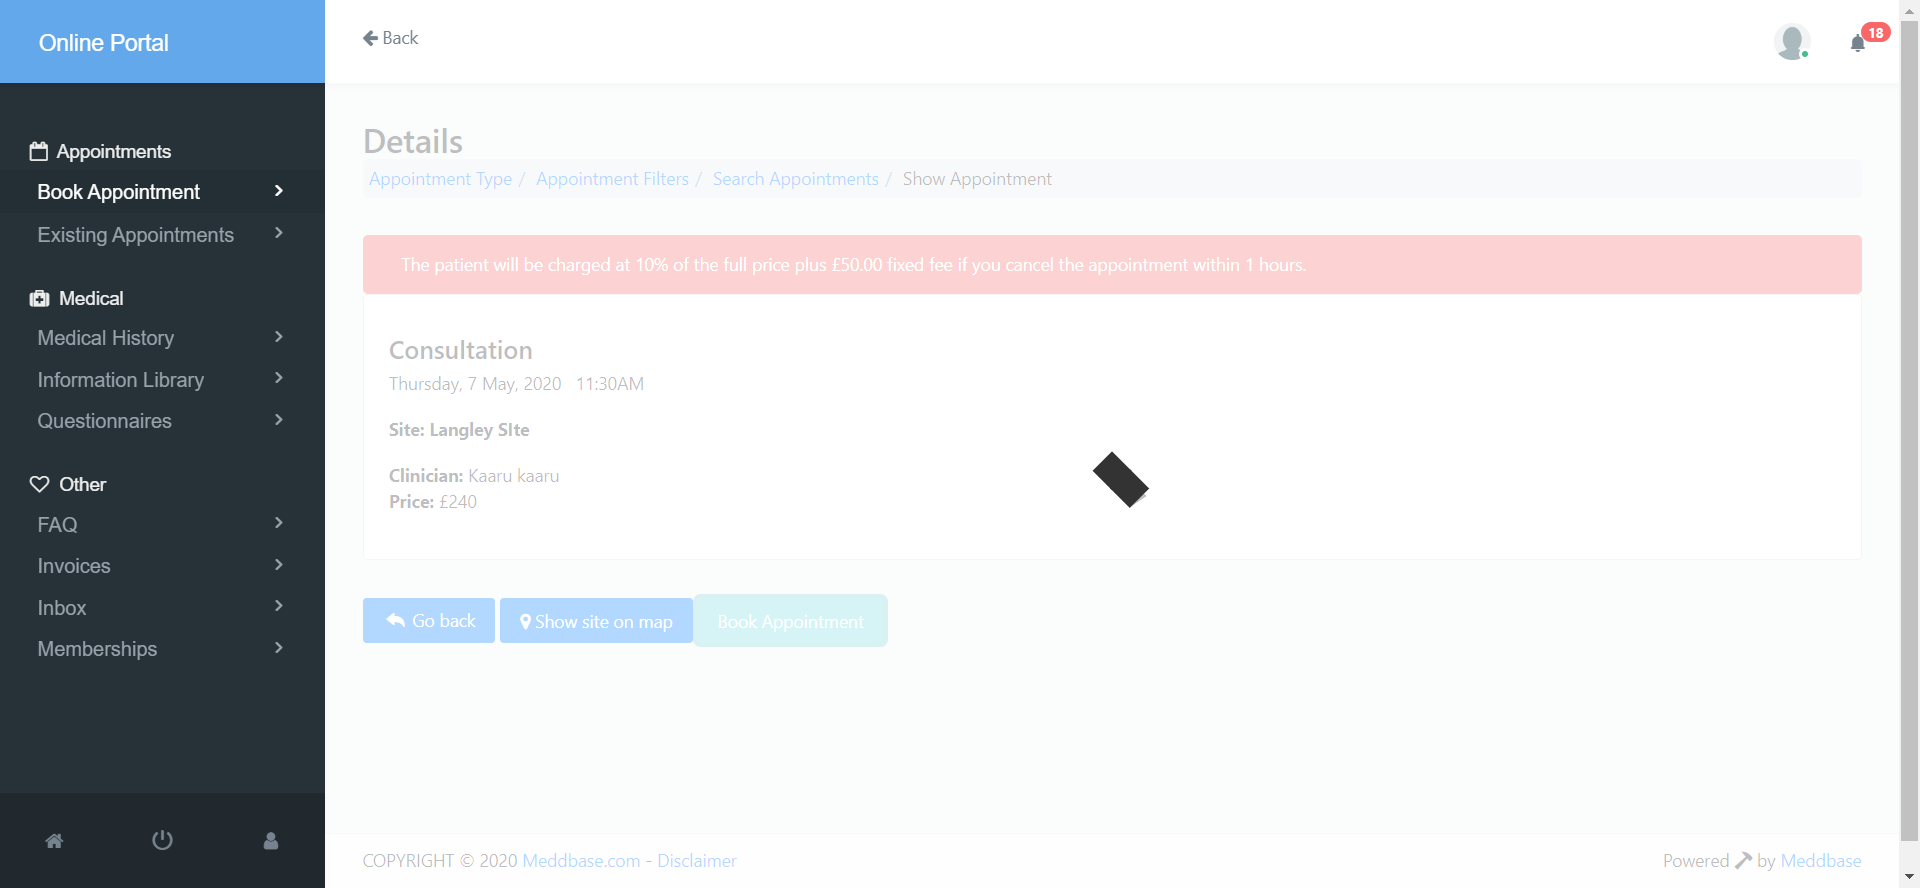 Online Portal
Back
18
Appointments
Book Appointment
Existing Appointments
Medical
Medical History
Information Library
Questionnaires
Other
FAQ
Invoices
Inbox
Memberships
Details
Appointment Type / Appointment Filters / Search Appointments / Show Appointment
The patient will be charged at 10% of the full price plus £50.00 fixed fee if you cancel the appointment within 1 hours.
Consultation
Thursday, 7 May, 2020 11:30AM
Site: Langley SIte
Clinician: Kaaru kaaru
Price: £240
Go back
Show site on map
Book Appointment
COPYRIGHT © 2020 Meddbase.com - Disclaimer
Powered by Meddbase